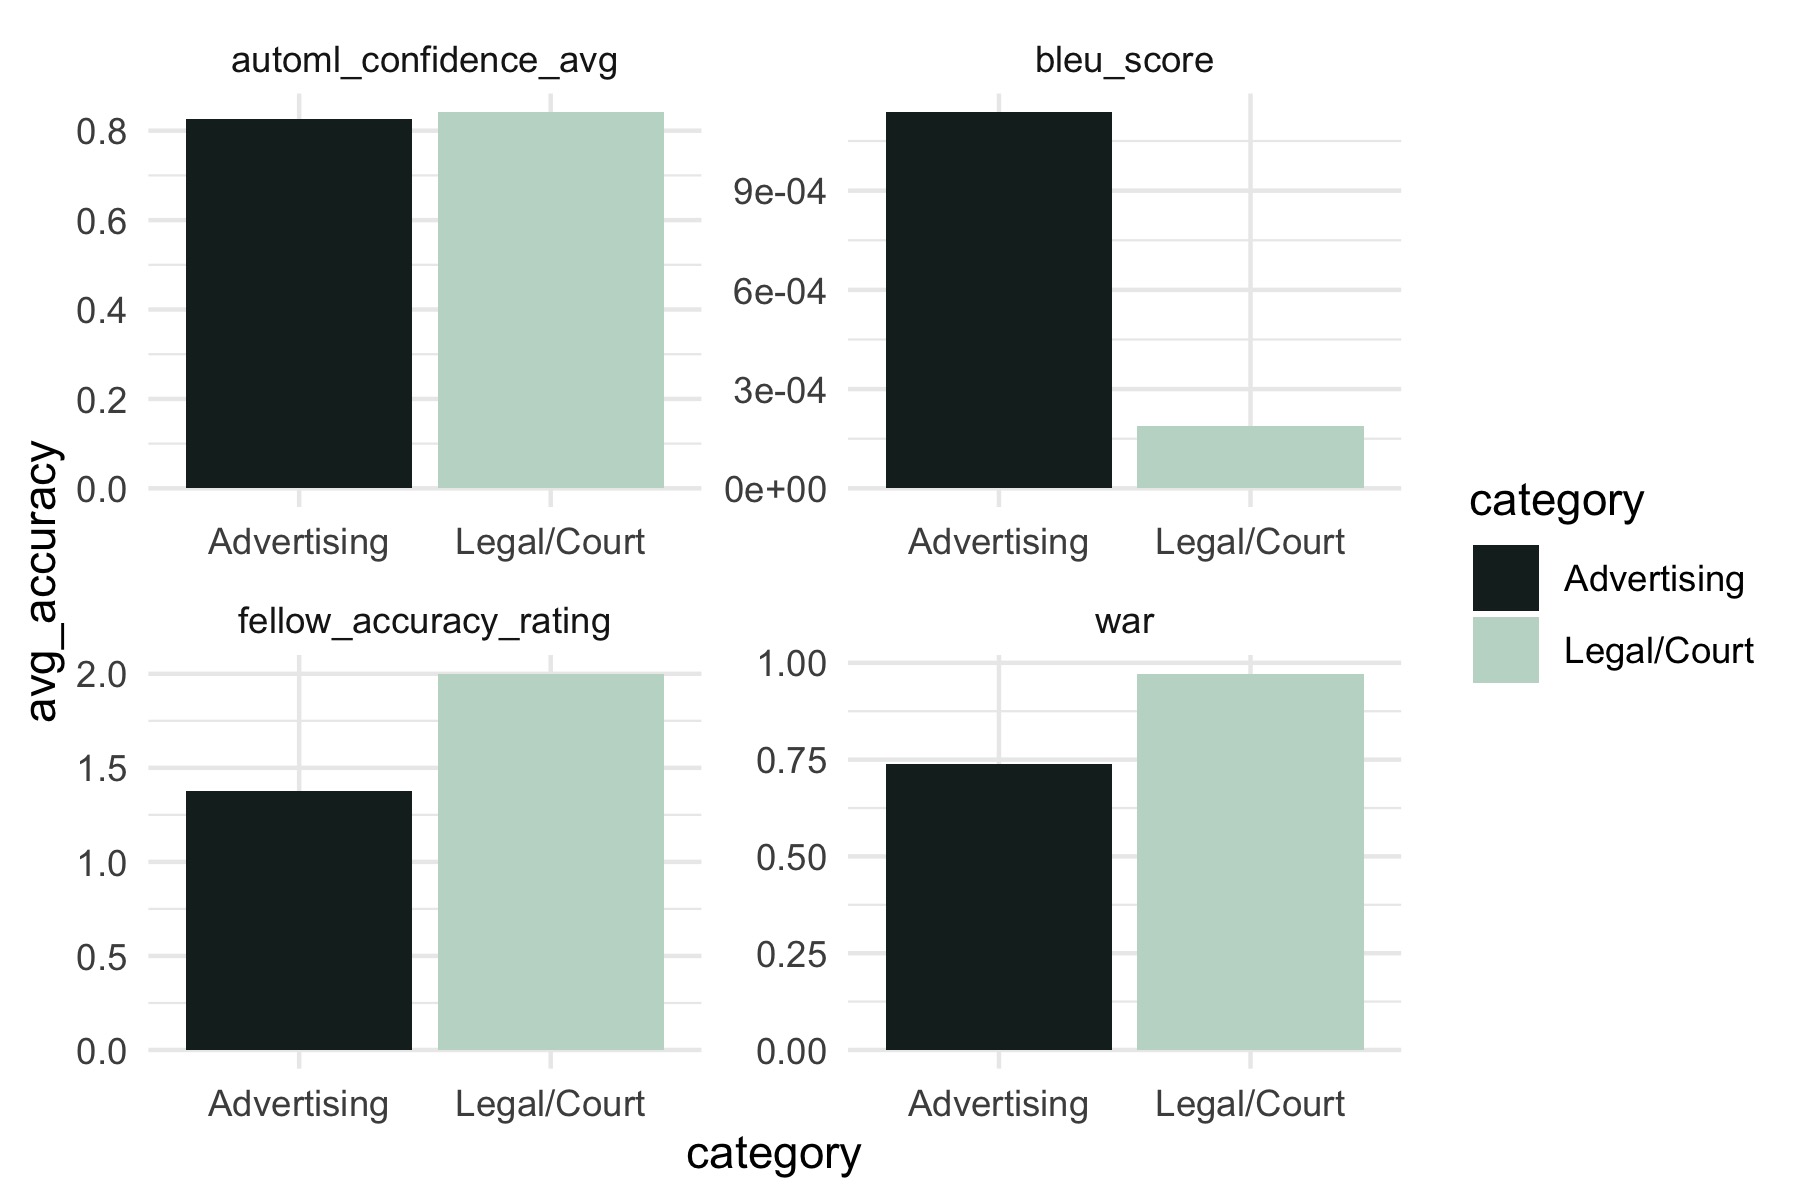 automl_confidence_avg
0.8
0.6
0.4
0.2
0.0
Advertising Legal/Court
bleu_score
9e-04
6e-04
3e-04
0e+00
Advertising Legal/Court
fellow_accuracy_rating
2.0
1.5
1.0
0.5
0.0
Advertising Legal/Court
war
1.00
0.75
0.50
0.25
0.00
Advertising Legal/Court
avg_accuracy
category
category
Advertising
Legal/Court